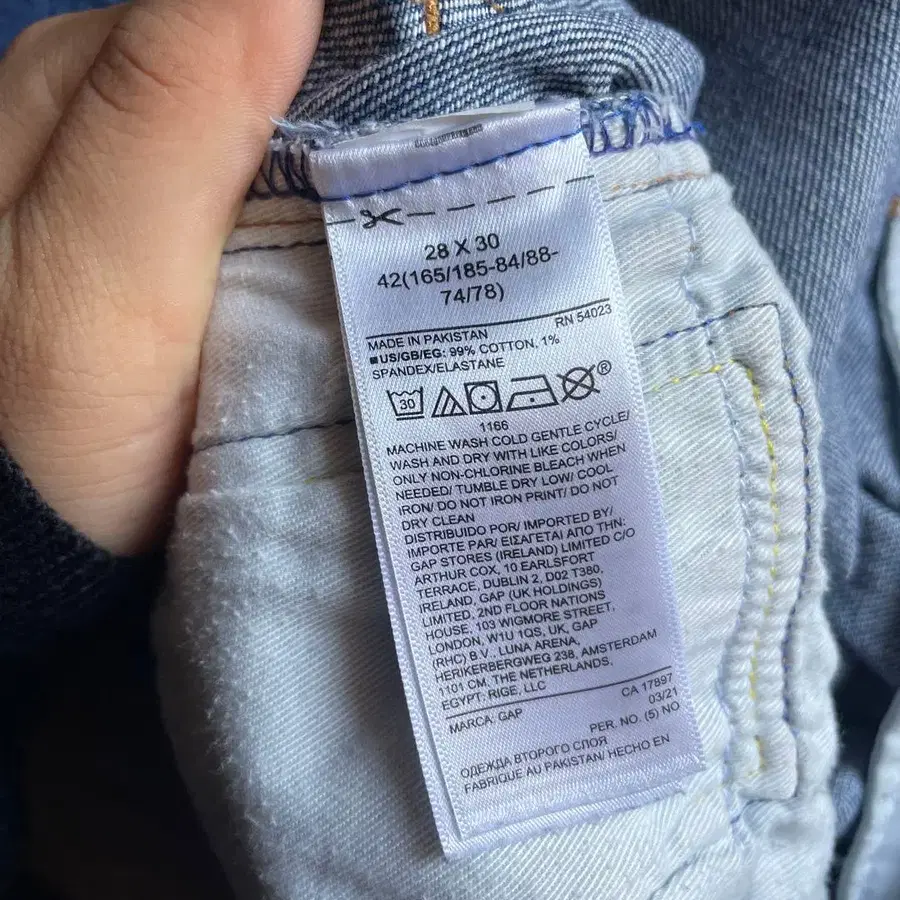 28 X 30
42(165/185-84/88-
74/78)
MADE IN PAKISTAN RN 54023
US/GB/EG: 99% COTTON, 1%
SPANDEX/ELASTANE
30 ®
1166
MACHINE WASH COLD GENTLE CYCLE/
WASH AND DRY WITH LIKE COLORS/
ONLY NON-CHLORINE BLEACH WHEN
NEEDED/ TUMBLE DRY LOW/ COOL
IRON/ DO NOT IRON PRINT/ DO NOT
DRY CLEAN
DISTRIBUIDO POR/ IMPORTED BY/
IMPORTE PAR/ ΕΙΣΑΓΕΤΑΙ ΑΠΟ ΤΗΝ:
GAP STORES (IRELAND) LIMITED C/O
ARTHUR COX, 10 EARLSFORT
TERRACE, DUBLIN 2, D02 T380,
IRELAND, GAP (UK HOLDINGS)
LIMITED, 2ND FLOOR NATIONS
HOUSE, 103 WIGMORE STREET,
LONDON, W1U 1QS, UK, GAP
(RHC) B.V., LUNA ARENA,
HERIKERBERGWEG 238, AMSTERDAM
1101 CM, THE NETHERLANDS,
EGYPT, RIGE, LLC
MARCA: GAP CA 17897
03/21
PER. NO. (5) NO
ОДЕЖДА ВТОРОГО СЛОЯ
FABRIQUE AU PAKISTAN/ HECHO EN